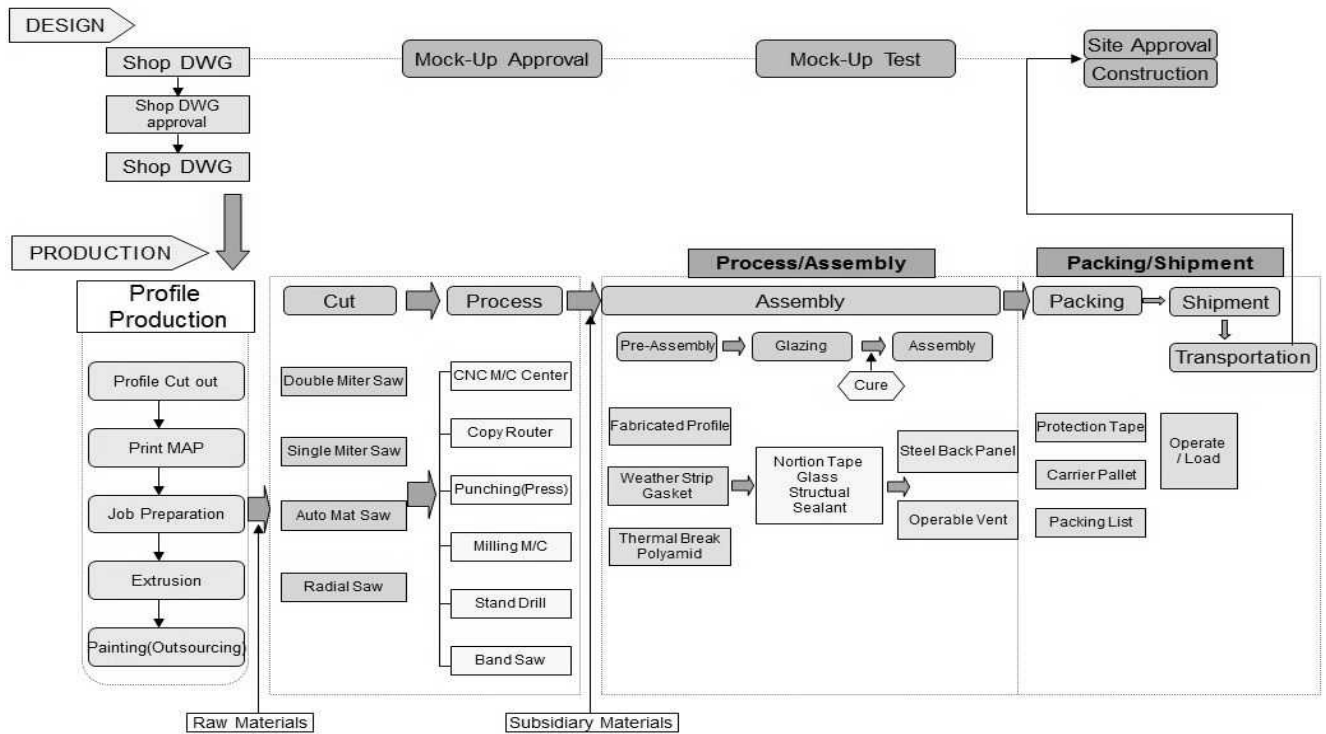 DESIGN
Shop DWG
Mock-Up Approval
Mock-Up Test
Site Approval
Construction
Shop DWG
approval
Shop DWG
PRODUCTION
Process/Assembly
Packing/Shipment
Profile
Production
Cut
Process
Assembly
Packing
Shipment
Transportation
Pre-Assembly
Glazing
Assembly
Cure
Profile Cut out
Print MAP
Job Preparation
Extrusion
Painting(Outsourcing)
Double Miter Saw
Single Miter Saw
Auto Mat Saw
Radial Saw
CNC M/C Center
Copy Router
Punching(Press)
Milling M/C
Stand Drill
Band Saw
Fabricated Profile
Weather Strip
Gasket
Thermal Break
Polyamid
Nortion Tape
Glass
Structual
Sealant
Steel Back Panel
Operable Vent
Protection Tape
Carrier Pallet
Packing List
Operate
/ Load
Raw Materials
Subsidiary Materials